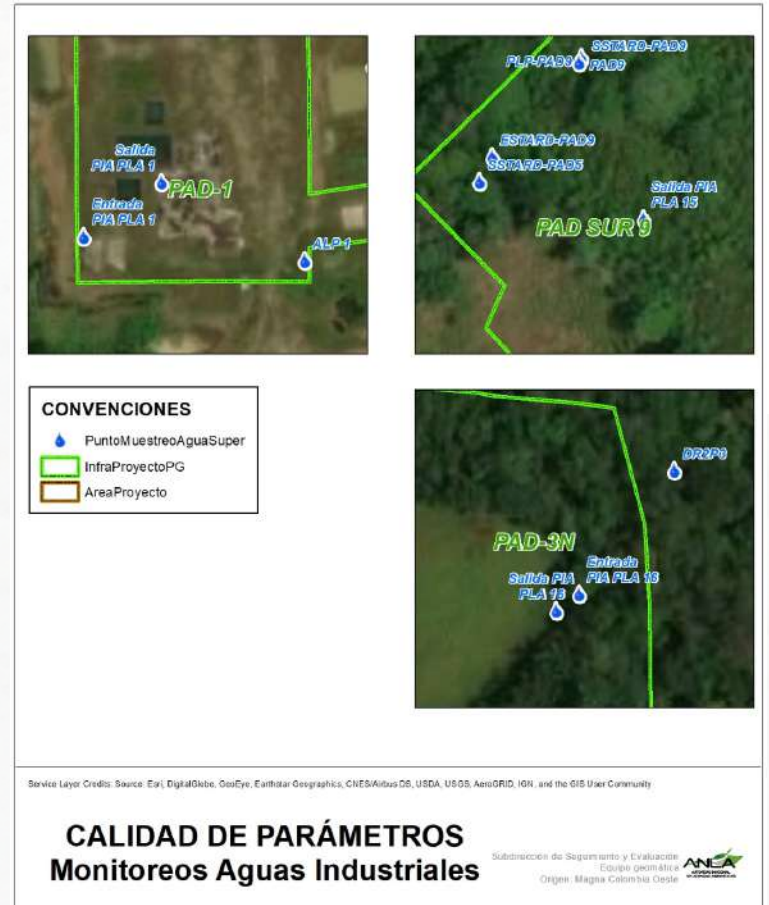 Salida
PIA PLA 1
PAD-1
Entrada
PIA PLA 1
ALP 1
SSTARD-PAD9
PLP-PAD9
PAD9
ESTARD-PAD9
SSTARD-PAD5
Salida PIA
PLA 15
PAD SUR 9
CONVENCIONES
PuntoMuestreoAguaSuper
InfraProyectoPG
AreaProyecto
DR2P3
PAD-3N
Entrada
PIA PLA 16
Salida PIA
PLA 16
Service Layer Credits: Source: Esri, DigitalGlobe, GeoEye, Earthstar Geographics, CNES/Airbus DS, USDA, USGS, AeroGRID, IGN, and the GIS User Community
CALIDAD DE PARÁMETROS
Monitoreos Aguas Industriales
Subdirección de Seguimiento y Evaluación
Equipo geomática
Origen: Magna Colombia Oeste
ANLA